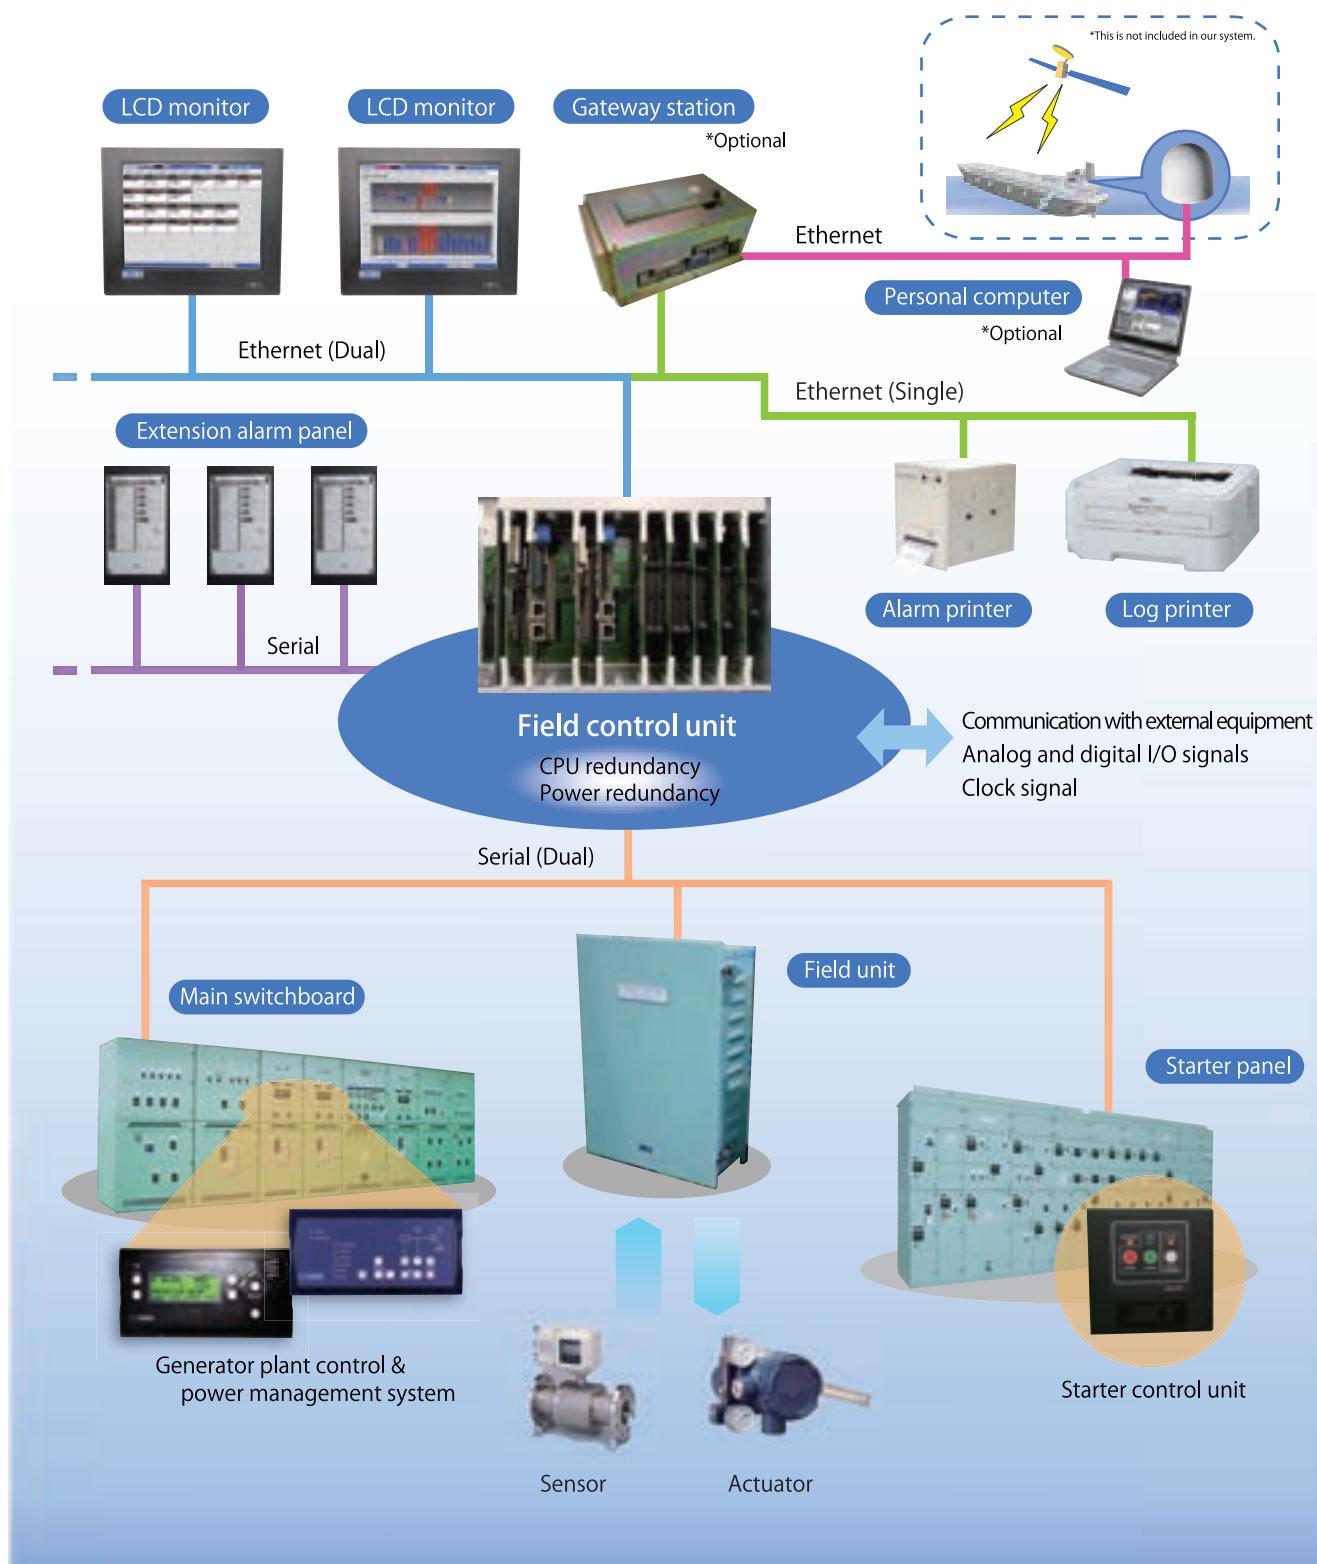 *This is not included in our system.
LCD monitor
LCD monitor
Gateway station
*Optional
Ethernet
Personal computer
*Optional
Ethernet (Dual)
Ethernet (Single)
Extension alarm panel
Alarm printer
Log printer
Serial
Field control unit
CPU redundancy
Power redundancy
Communication with external equipment
Analog and digital I/O signals
Clock signal
Serial (Dual)
Field unit
Main switchboard
Starter panel
Generator plant control &
power management system
Starter control unit
Sensor
Actuator